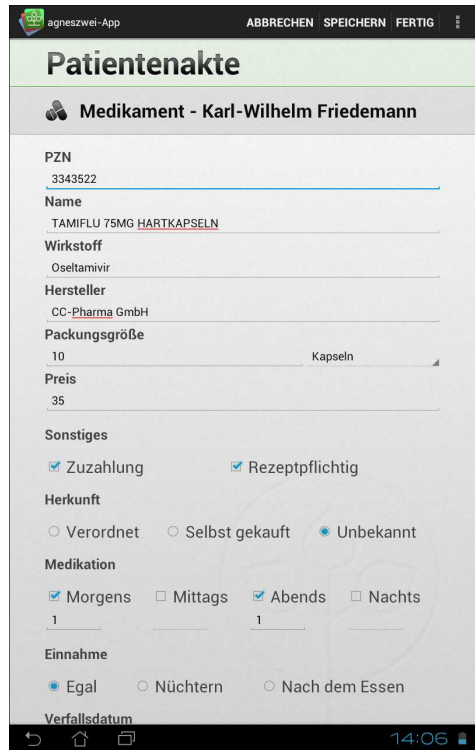 agneszwei-App ABBRECHEN SPEICHERN FERTIG
Patientenakte
Medikament - Karl-Wilhelm Friedemann
PZN
3343522
Name
TAMIFLU 75MG HARTKAPSELN
Wirkstoff
Oseltamivir
Hersteller
CC-Pharma GmbH
Packungsgröße
10 Kapseln
Preis
35
Sonstiges
Zuzahlung Rezeptpflichtig
Herkunft
Verordnet Selbst gekauft Unbekannt
Medikation
Morgens Mittags Abends Nachts
1 1
Einnahme
Egal Nüchtern Nach dem Essen
Verfallsdatum
14:06